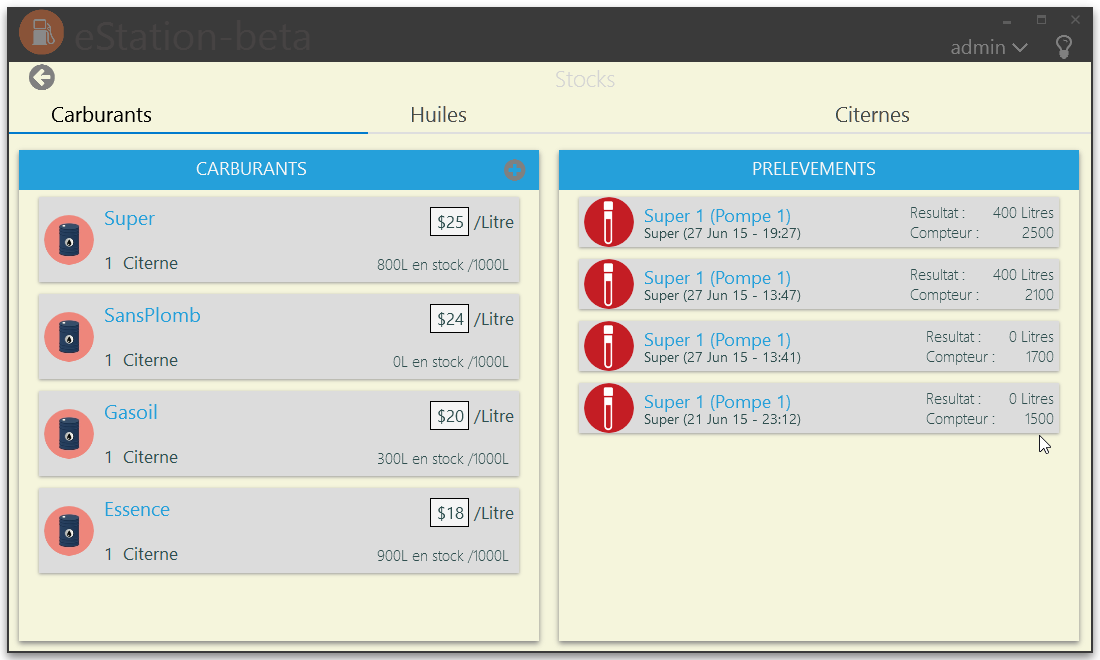 eStation-beta
admin
Stocks
Carburants Huiles Citernes
CARBURANTS
Super $25 /Litre
1 Citerne 800L en stock /1000L
SansPlomb $24 /Litre
1 Citerne 0L en stock /1000L
Gasoil $20 /Litre
1 Citerne 300L en stock /1000L
Essence $18 /Litre
1 Citerne 900L en stock /1000L
PRELEVEMENTS
Super 1 (Pompe 1) Resultat : 400 Litres
Super (27 Jun 15 - 19:27) Compteur : 2500
Super 1 (Pompe 1) Resultat : 400 Litres
Super (27 Jun 15 - 13:47) Compteur : 2100
Super 1 (Pompe 1) Resultat : 0 Litres
Super (27 Jun 15 - 13:41) Compteur : 1700
Super 1 (Pompe 1) Resultat : 0 Litres
Super (21 Jun 15 - 23:12) Compteur : 1500